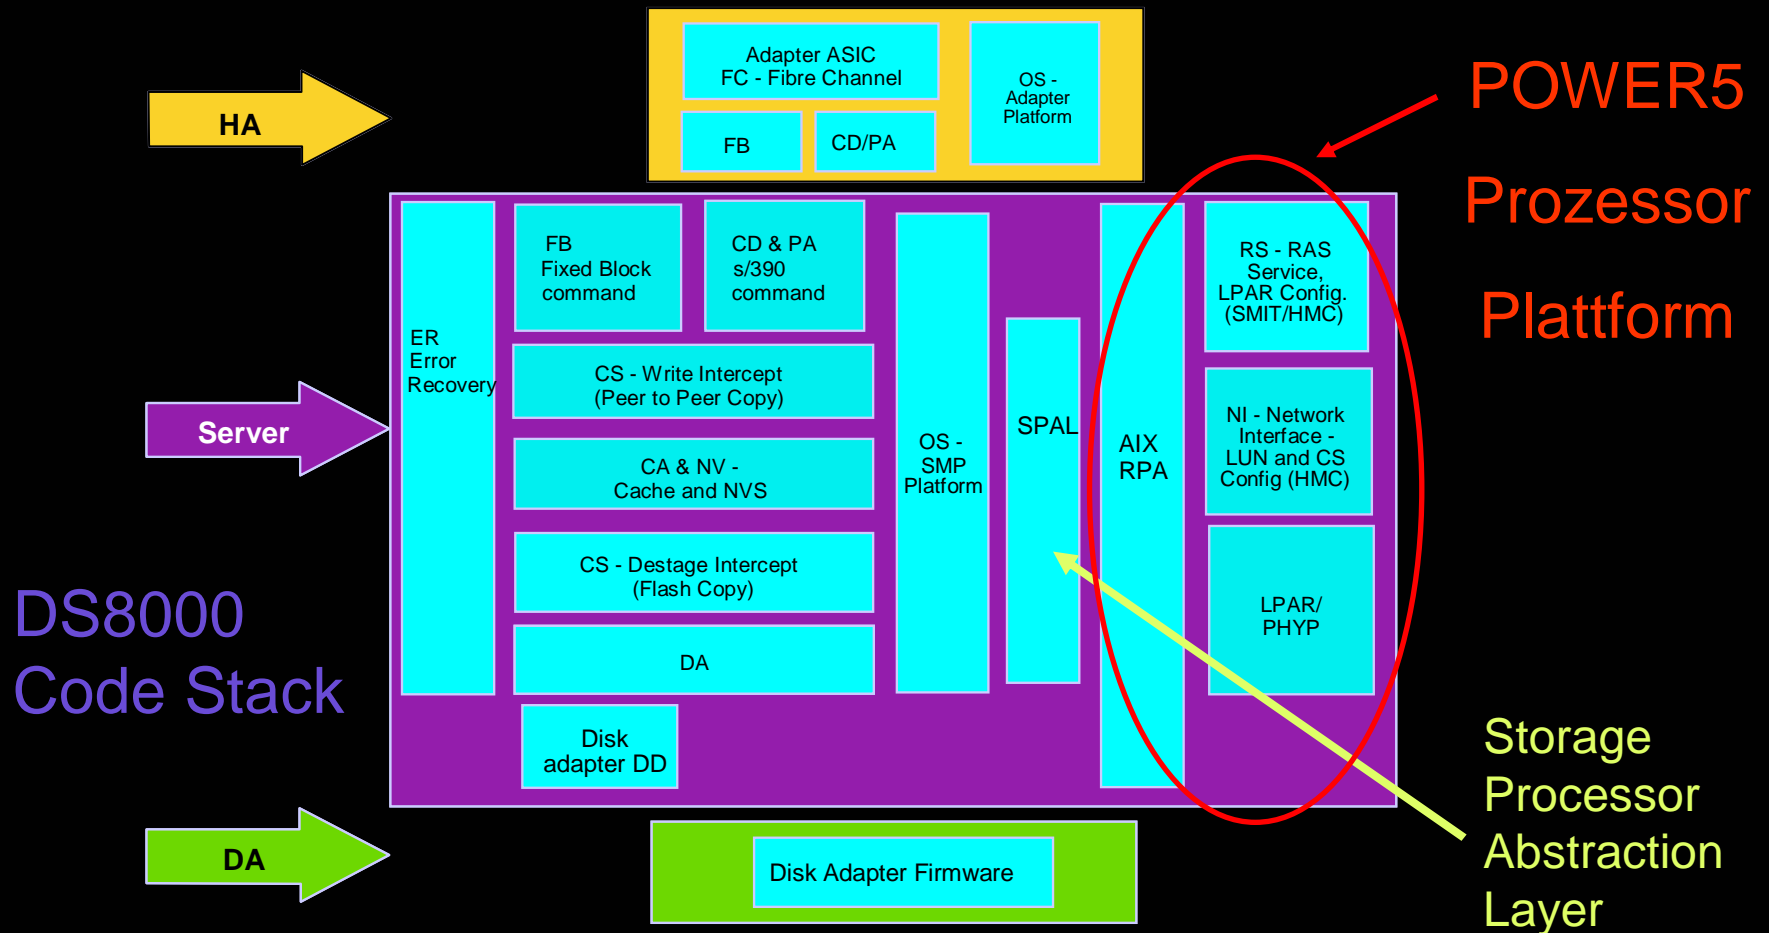 Adapter ASIC
FC - Fibre Channel
OS -
Adapter
Platform
FB
CD/PA
HA
POWER5
Prozessor
Plattform
ER
Error
Recovery
FB
Fixed Block
command
CD & PA
s/390
command
CS - Write Intercept
(Peer to Peer Copy)
CA & NV -
Cache and NVS
CS - Destage Intercept
(Flash Copy)
DA
Disk
adapter DD
OS -
SMP
Platform
SPAL
AIX
RPA
RS - RAS
Service,
LPAR Config.
(SMIT/HMC)
NI - Network
Interface -
LUN and CS
Config (HMC)
LPAR/
PHYP
Server
DS8000
Code Stack
DA
Disk Adapter Firmware
Storage
Processor
Abstraction
Layer